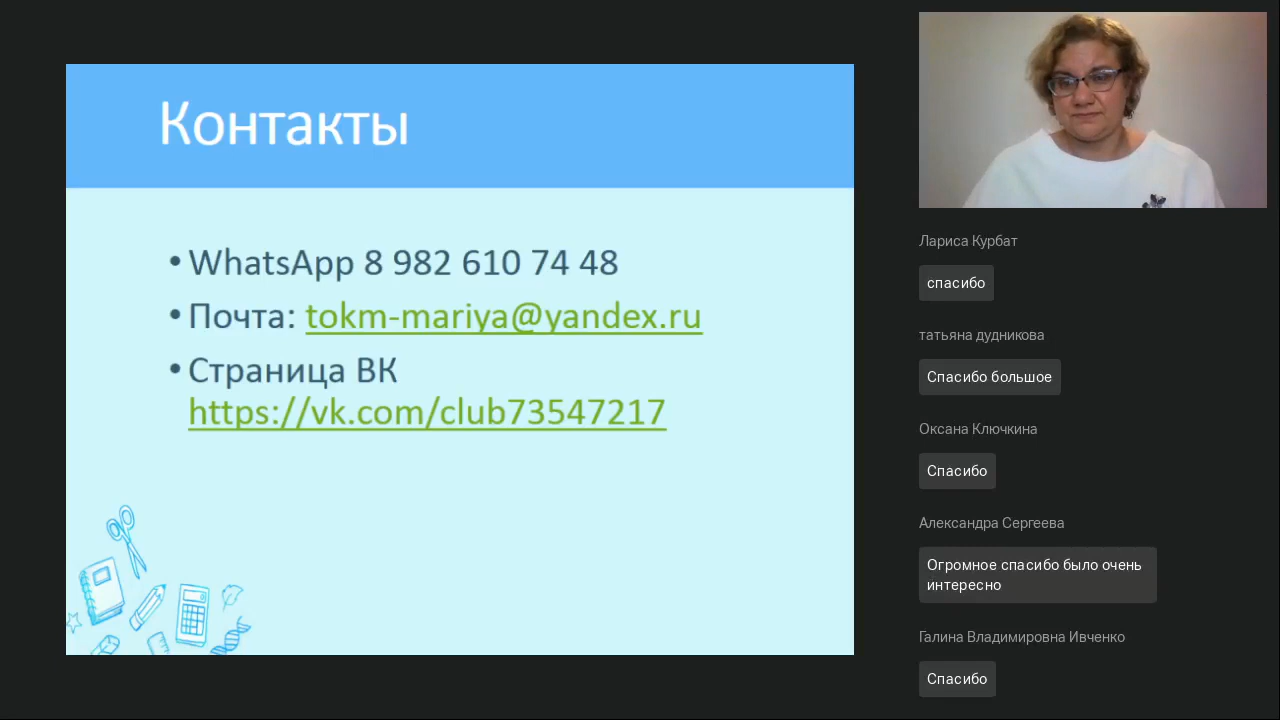 Контакты
• WhatsApp 8 982 610 74 48
• Почта: tokm-mariya@yandex.ru
• Страница ВК
https://vk.com/club73547217
Лариса Курбат
спасибо
татьяна дудникова
Спасибо большое
Оксана Ключкина
Спасибо
Александра Сергеева
Огромное спасибо было очень
интересно
Галина Владимировна Ивченко
Спасибо